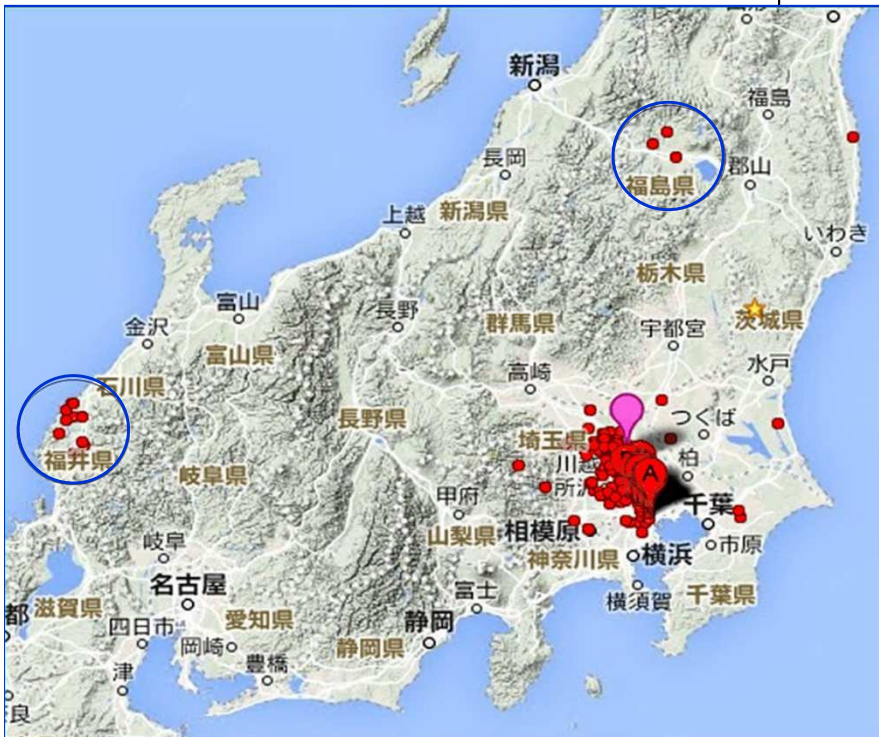 新潟
福島
長岡
郡山
福島県
新潟県
上越
いわき
栃木県
富山
長野
金沢
群馬県
茨城県
宇都宮
富山県
水戸
石川県
高崎
つくば
長野県
埼玉県
川越
福井県
岐阜県
柏
所沢
甲府
A
千葉
相模原
山梨県
市原
岐阜
神奈川県
横浜
名古屋
富士
横須賀
千葉県
滋賀県
都
愛知県
静岡
四日市
岡崎
静岡県
豊橋
津
良